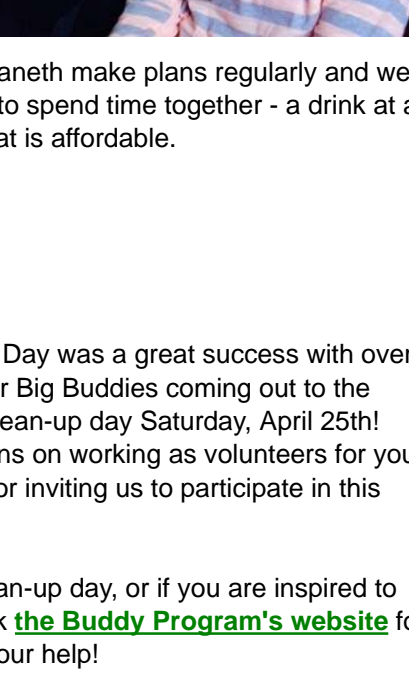 aneth make plans regularly and we
to spend time together - a drink at a
at is affordable.
Day was a great success with over
r Big Buddies coming out to the
ean-up day Saturday, April 25th!
ns on working as volunteers for you
or inviting us to participate in this
an-up day, or if you are inspired to
k the Buddy Program's website fo
our help!